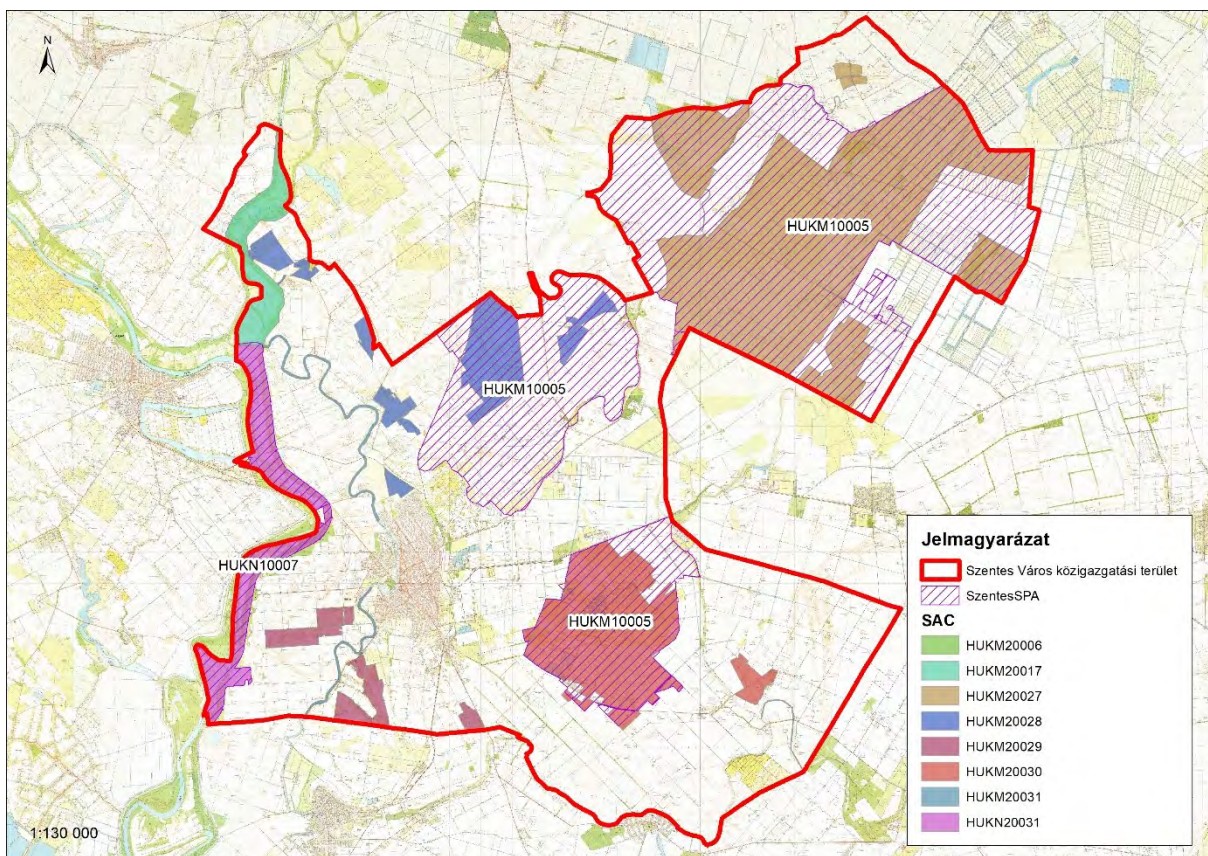 N
HUKM10005
HUKM10005
HUKN10007
HUKM10005
Jelmagyarázat
Szentes Város közigazgatási terület
SzentesSPA
SAC
HUKM20006
HUKM20017
HUKM20027
HUKM20028
HUKM20029
HUKM20030
HUKM20031
HUKN20031
1:130 000